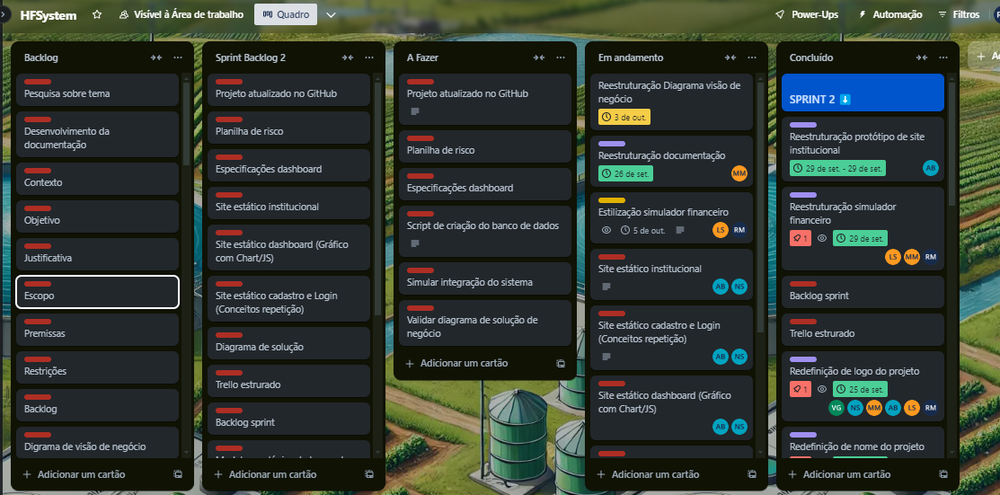 HFSystem
Visível à Área de trabalho
Quadro
Power-Ups
Automação
Filtros
Backlog
Pesquisa sobre tema
Desenvolvimento da
documentação
Contexto
Objetivo
Justificativa
Escopo
Premissas
Restrições
Backlog
Digrama de visão de negócio
Adicionar um cartão
Sprint Backlog 2
Projeto atualizado no GitHub
Planilha de risco
Especificações dashboard
Site estático institucional
Site estático dashboard (Gráfico
com Chart/JS)
Site estático cadastro e Login
(Conceitos repetição)
Diagrama de solução
Trello estrurado
Backlog sprint
Adicionar um cartão
A Fazer
Projeto atualizado no GitHub
Planilha de risco
Especificações dashboard
Script de criação do banco de dados
Simular integração do sistema
Validar diagrama de solução de
negócio
Adicionar um cartão
Em andamento
Reestruturação Diagrama visão de
negócio
3 de out.
Reestruturação documentação
26 de set.
MM
Estilização simulador financeiro
5 de out.
LS RM
Site estático institucional
AB NS
Site estático cadastro e Login
(Conceitos repetição)
AB NS
Site estático dashboard (Gráfico
com Chart/JS)
AB NS
Adicionar um cartão
Concluído
SPRINT 2
Reestruturação protótipo de site
institucional
29 de set. - 29 de set.
AB
Reestruturação simulador
financeiro
1
29 de set.
LS MM RM
Backlog sprint
Trello estrurado
Redefinição de logo do projeto
1
25 de set.
VG NS MM AB LS RM
Redefinição de nome do projeto
Adicionar um cartão